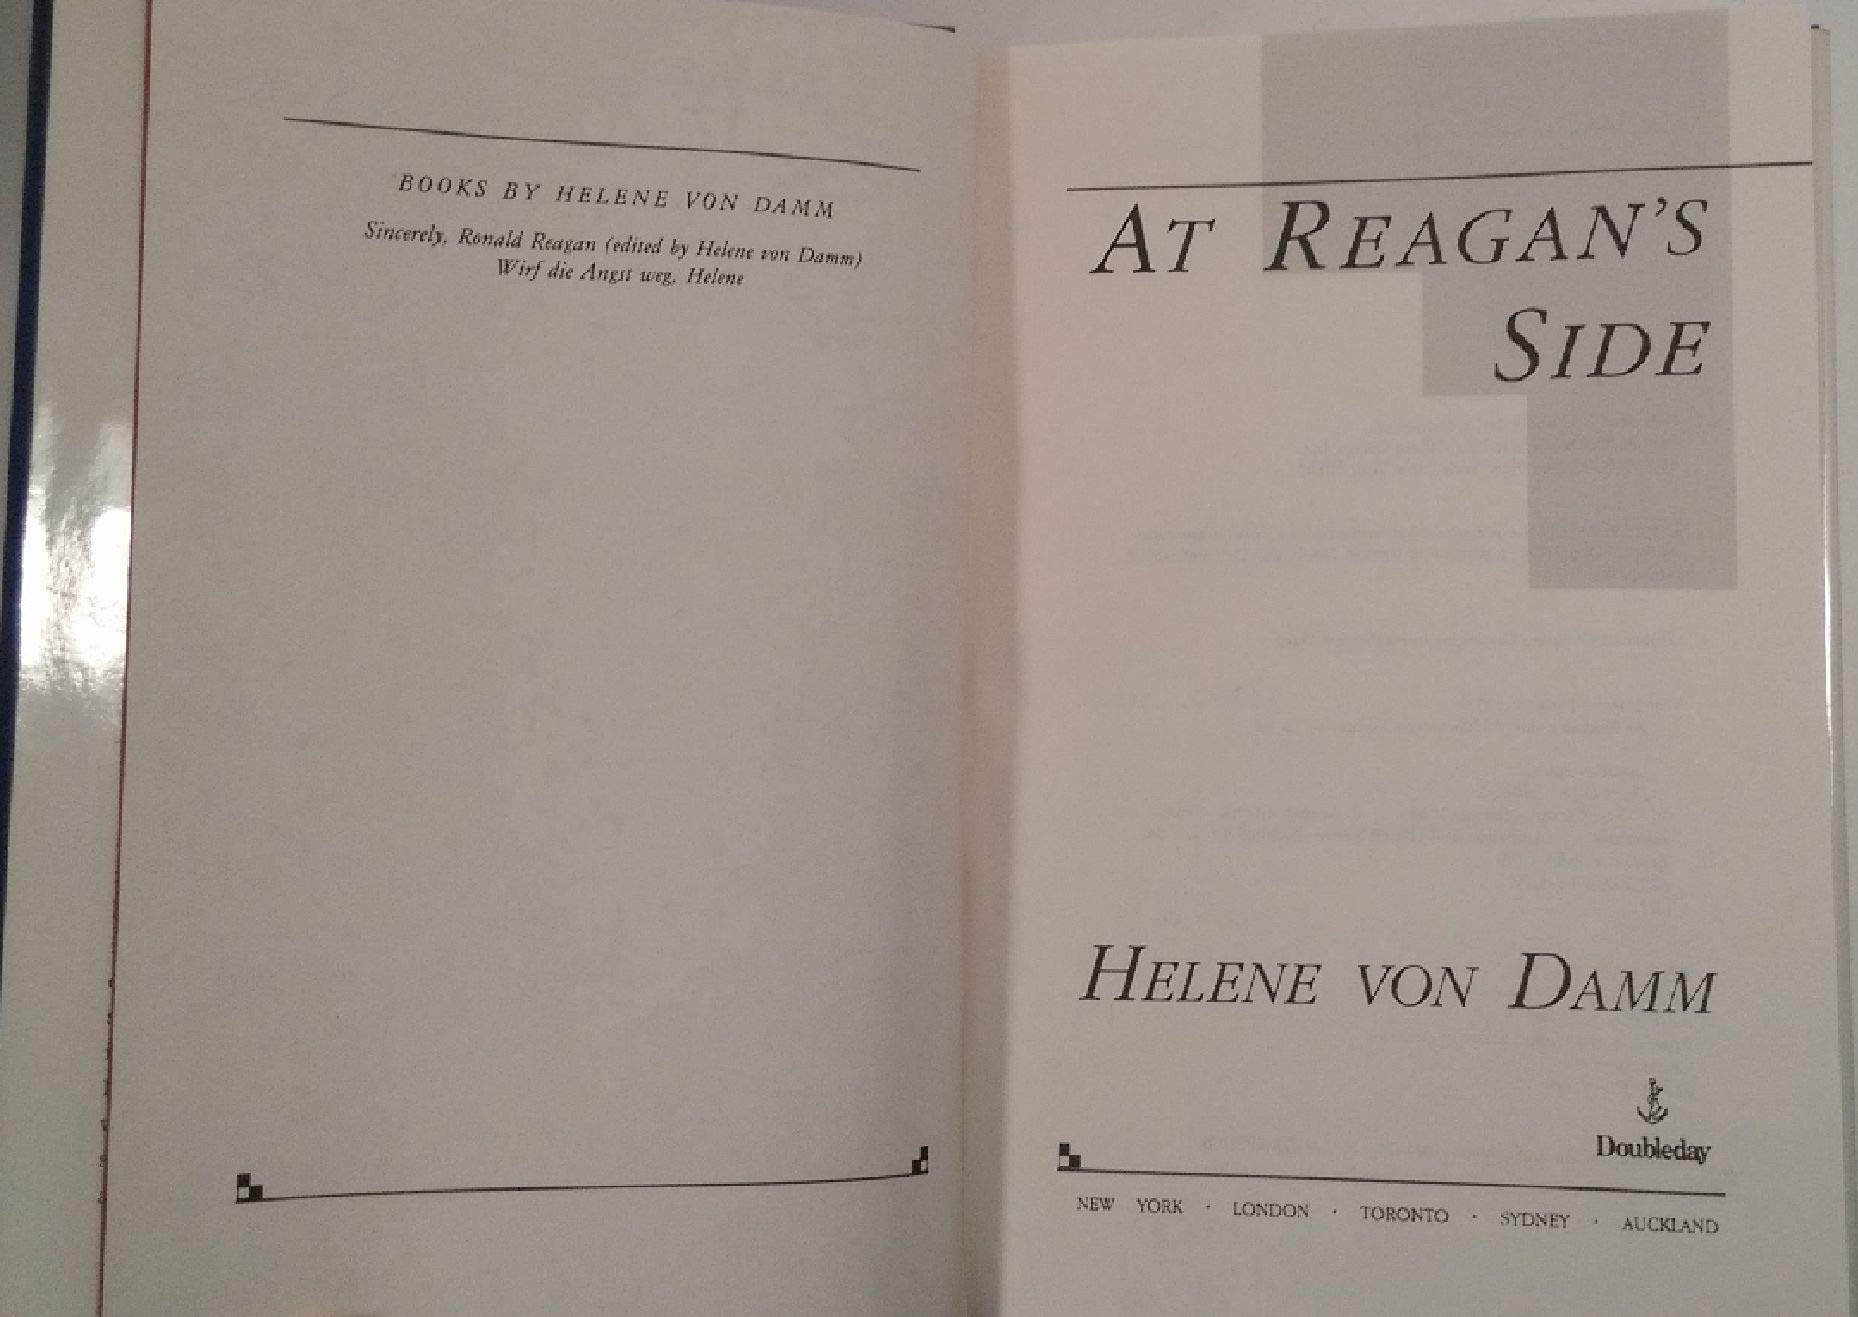 BOOKS BY HELENE VON DAMM
Sincerely, Ronald Reagan (edited by Helene von Damm)
Wirf die Angst weg, Helene
AT REAGAN'S
SIDE
HELENE VON DAMM
Doubleday
NEW YORK · LONDON · TORONTO · SYDNEY · AUCKLAND